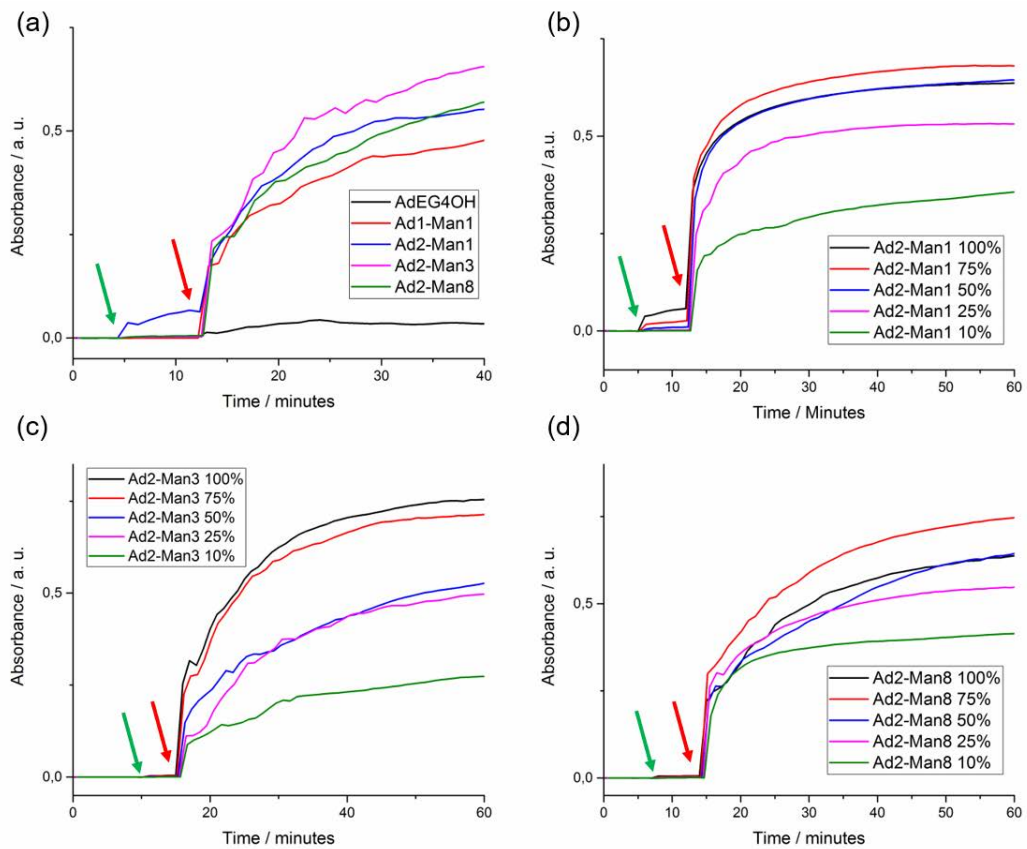 (a)
Absorbance / a.u.
0,5
0,0
AdEG4OH
Ad1-Man1
Ad2-Man1
Ad2-Man3
Ad2-Man8
0 10 20 30 40
Time / minutes
(b)
Absorbance / a.u.
0,5
0,0
Ad2-Man1 100%
Ad2-Man1 75%
Ad2-Man1 50%
Ad2-Man1 25%
Ad2-Man1 10%
0 10 20 30 40 50 60
Time / Minutes
(c)
Absorbance / a. u.
0,5
0,0
Ad2-Man3 100%
Ad2-Man3 75%
Ad2-Man3 50%
Ad2-Man3 25%
Ad2-Man3 10%
0 20 40 60
Time / minutes
(d)
Absorbance / a.u.
0,5
0,0
Ad2-Man8 100%
Ad2-Man8 75%
Ad2-Man8 50%
Ad2-Man8 25%
Ad2-Man8 10%
0 10 20 30 40 50 60
Time / minutes